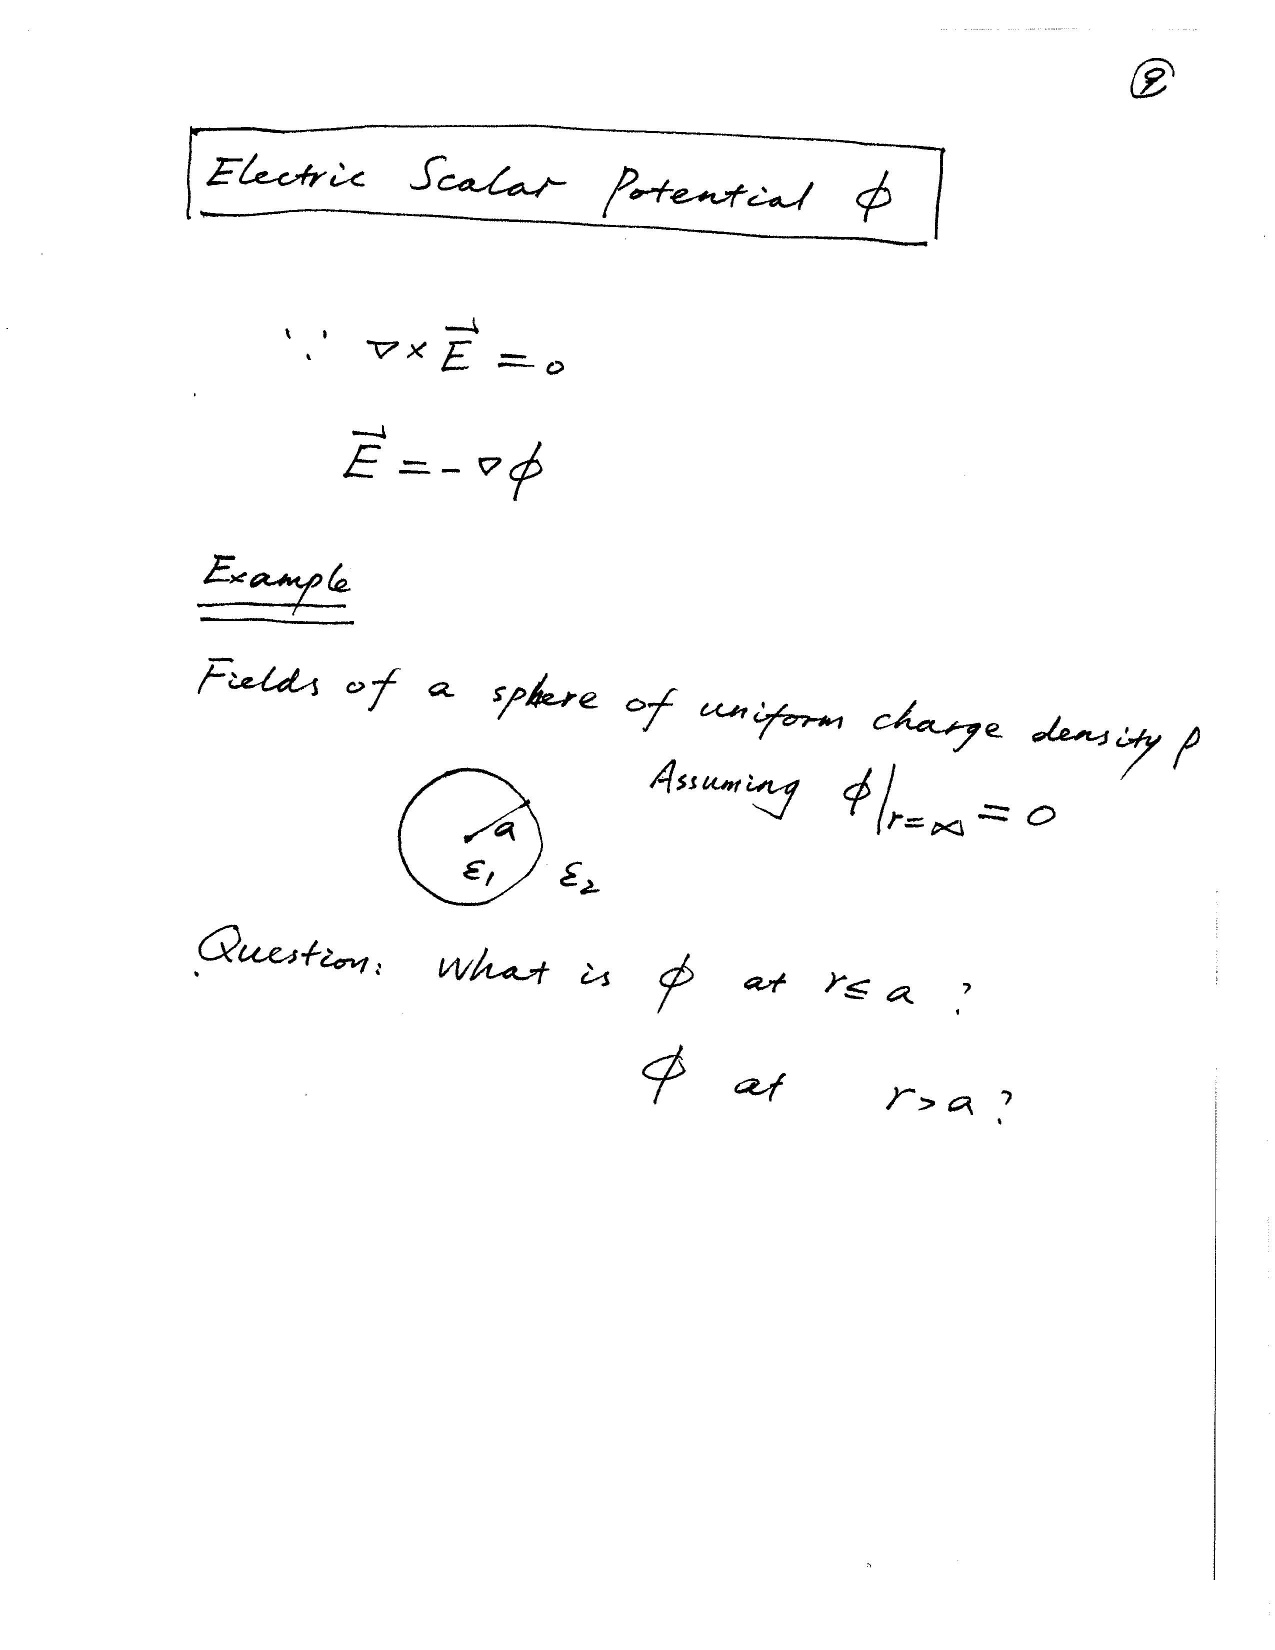 9
Electric Scalar Potential ϕ
∵ ∇×E⃗ = 0
E⃗ = -∇ϕ
Example
Fields of a sphere of uniform charge density ρ
Assuming ϕ|r=∞ = 0
a
ε₁ ε₂
Question: What is ϕ at r ≤ a ?
ϕ at r > a ?